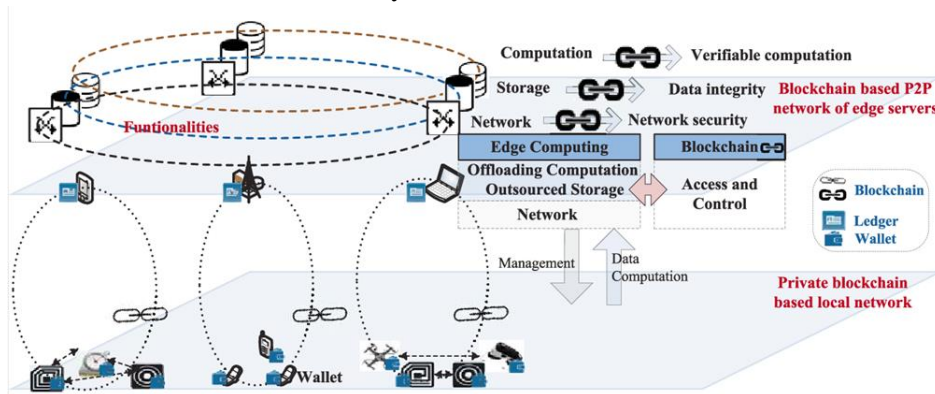 Computation
Verifiable computation
Storage
Data integrity
Blockchain based P2P
network of edge servers
Funtionalities
Network
Network security
Edge Computing
Blockchain
Offloading Computation
Outsourced Storage
Access and
Control
Network
Blockchain
Ledger
Wallet
Management
Data
Computation
Private blockchain
based local network
Wallet